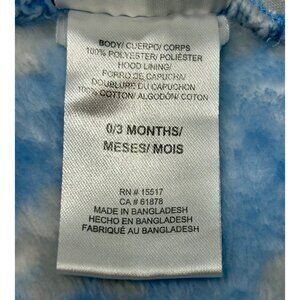 BODY/ CUERPO/ CORPS
100% POLYESTER/ POLIÉSTER
HOOD LINING/
FORRO DE CAPUCHA/
DOUBLURE DU CAPUCHON
100% COTTON/ ALGODÓN/ COTON
0/3 MONTHS/
MESES/ MOIS
RN # 15517
CA # 61878
MADE IN BANGLADESH
HECHO EN BANGLADESH
FABRIQUÉ AU BANGLADESH